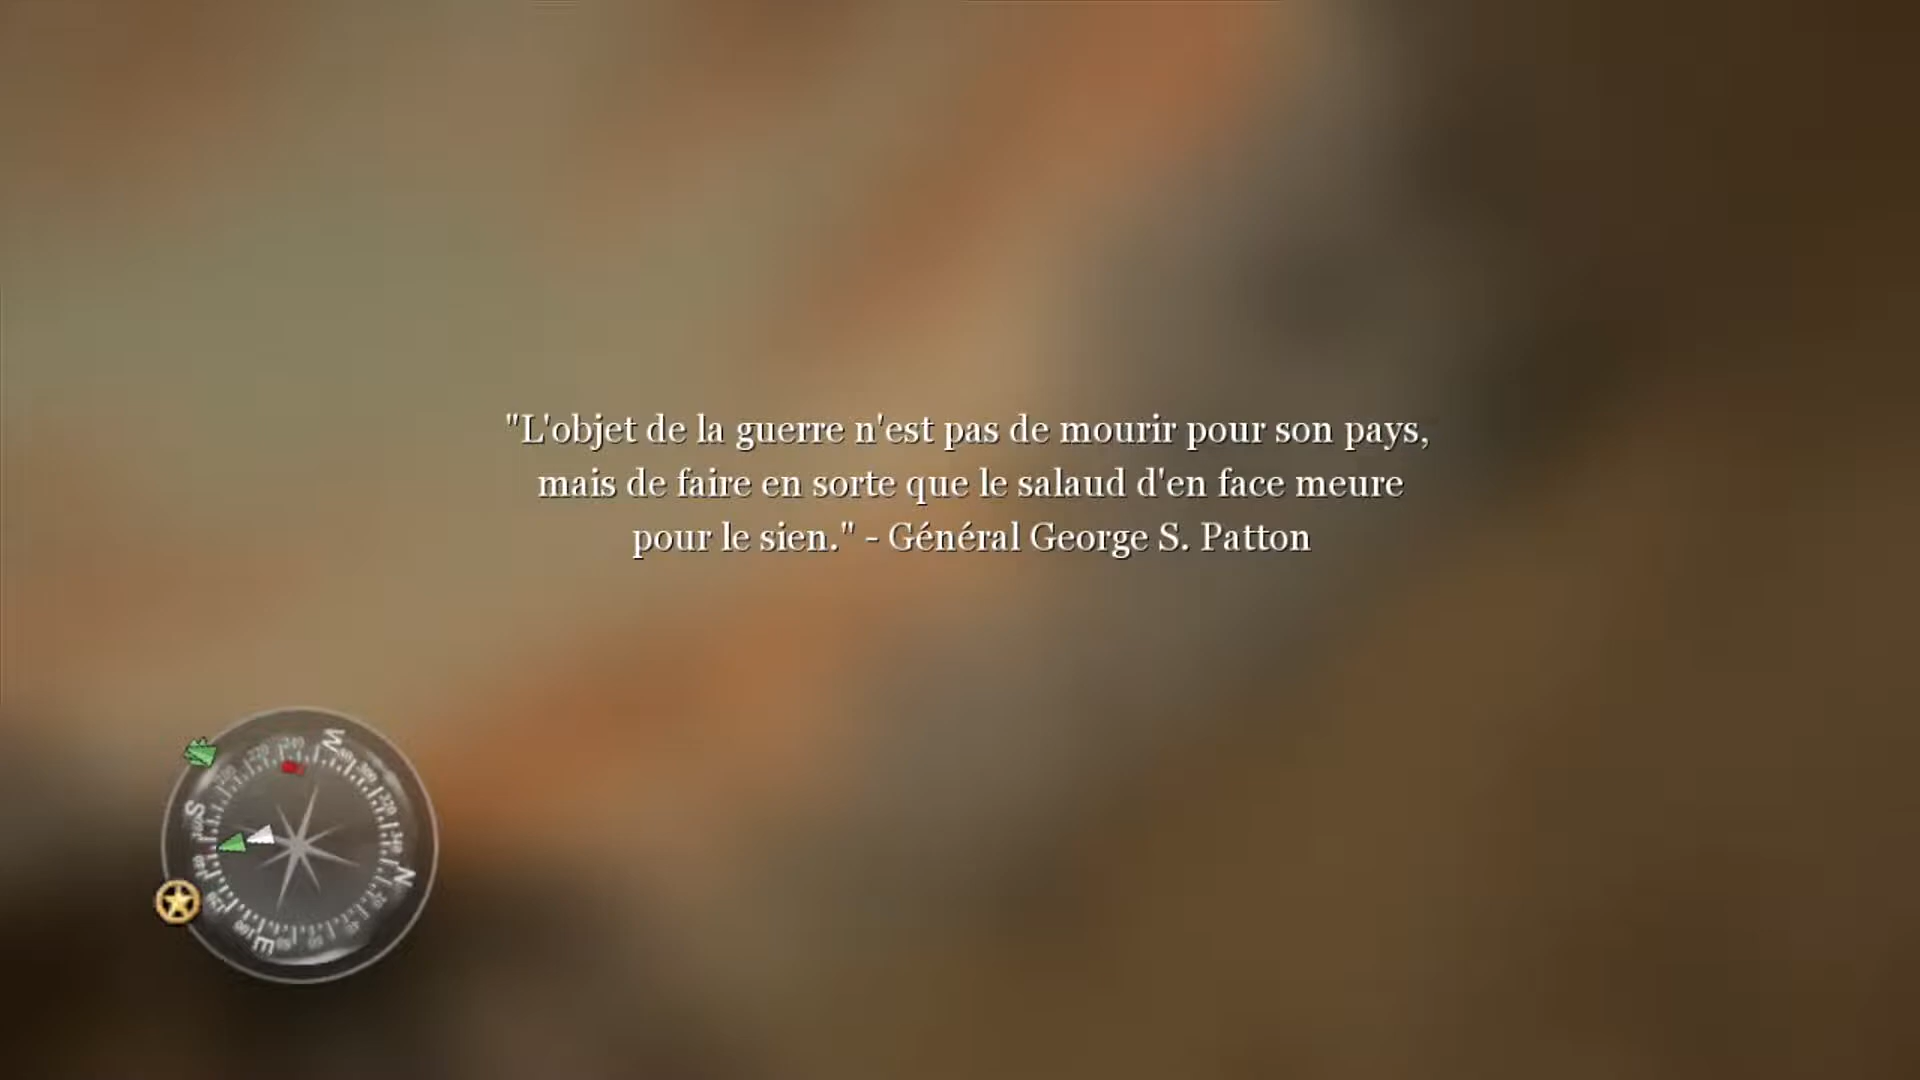 "L'objet de la guerre n'est pas de mourir pour son pays,
mais de faire en sorte que le salaud d'en face meure
pour le sien." - Général George S. Patton
W
S
N
E